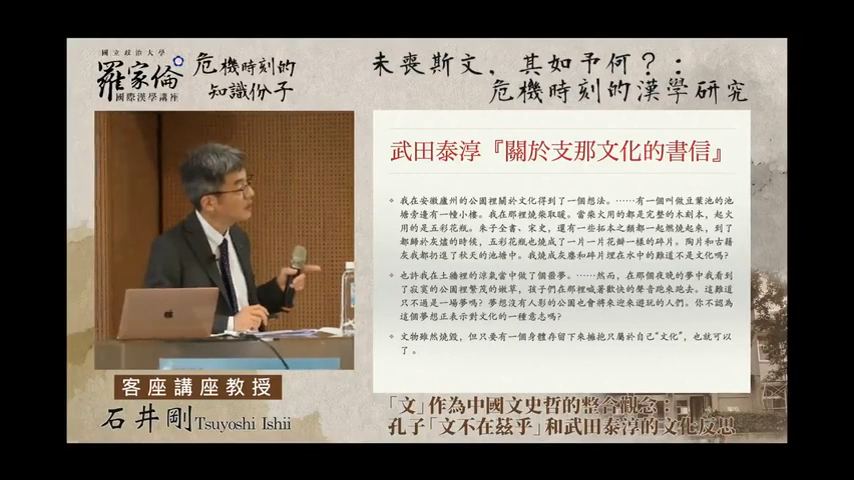 國立政治大學
羅家倫
國際漢學講座
危機時刻的
知識份子
未喪斯文，其如予何？：
危機時刻的漢學研究
武田泰淳『關於支那文化的書信』
我在安徽廬州的公園裡關於文化得到了一個想法。……有一個叫做豆葉池的池
塘旁邊有一幢小樓。我在那裡燒柴取暖。當柴火用的都是完整的木刻本，起火
用的是五彩花瓶。朱子全書、宋史，還有一些拓本之類都一起燃燒起來，到了
都歸於灰燼的時候，五彩花瓶也燒成了一片一片花瓣一樣的碎片。陶片和古籍
灰我都扔進了秋天的池塘中。我燒成灰塵和碎片埋在水中的難道不是文化嗎？
也許我在土牆裡的涼氣當中做了個噩夢。……然而，在那個夜晚的夢中我看到
了寂寞的公園裡繁茂的嫩草，孩子們在那裡喊著歡快的聲音跑來跑去。這難道
只不過是一場夢嗎？夢想沒有人影的公園也會將來迎來遊玩的人們。你不認為
這個夢想正表示對文化的一種意志嗎？
文物雖然燒毀，但只要有一個身體存留下來擁抱只屬於自己"文化"，也就可以
了。
客座講座教授
石井剛 Tsuyoshi Ishii
「文」作為中國文史哲的整合觀念：
孔子「文不在茲乎」和武田泰淳的文化反思